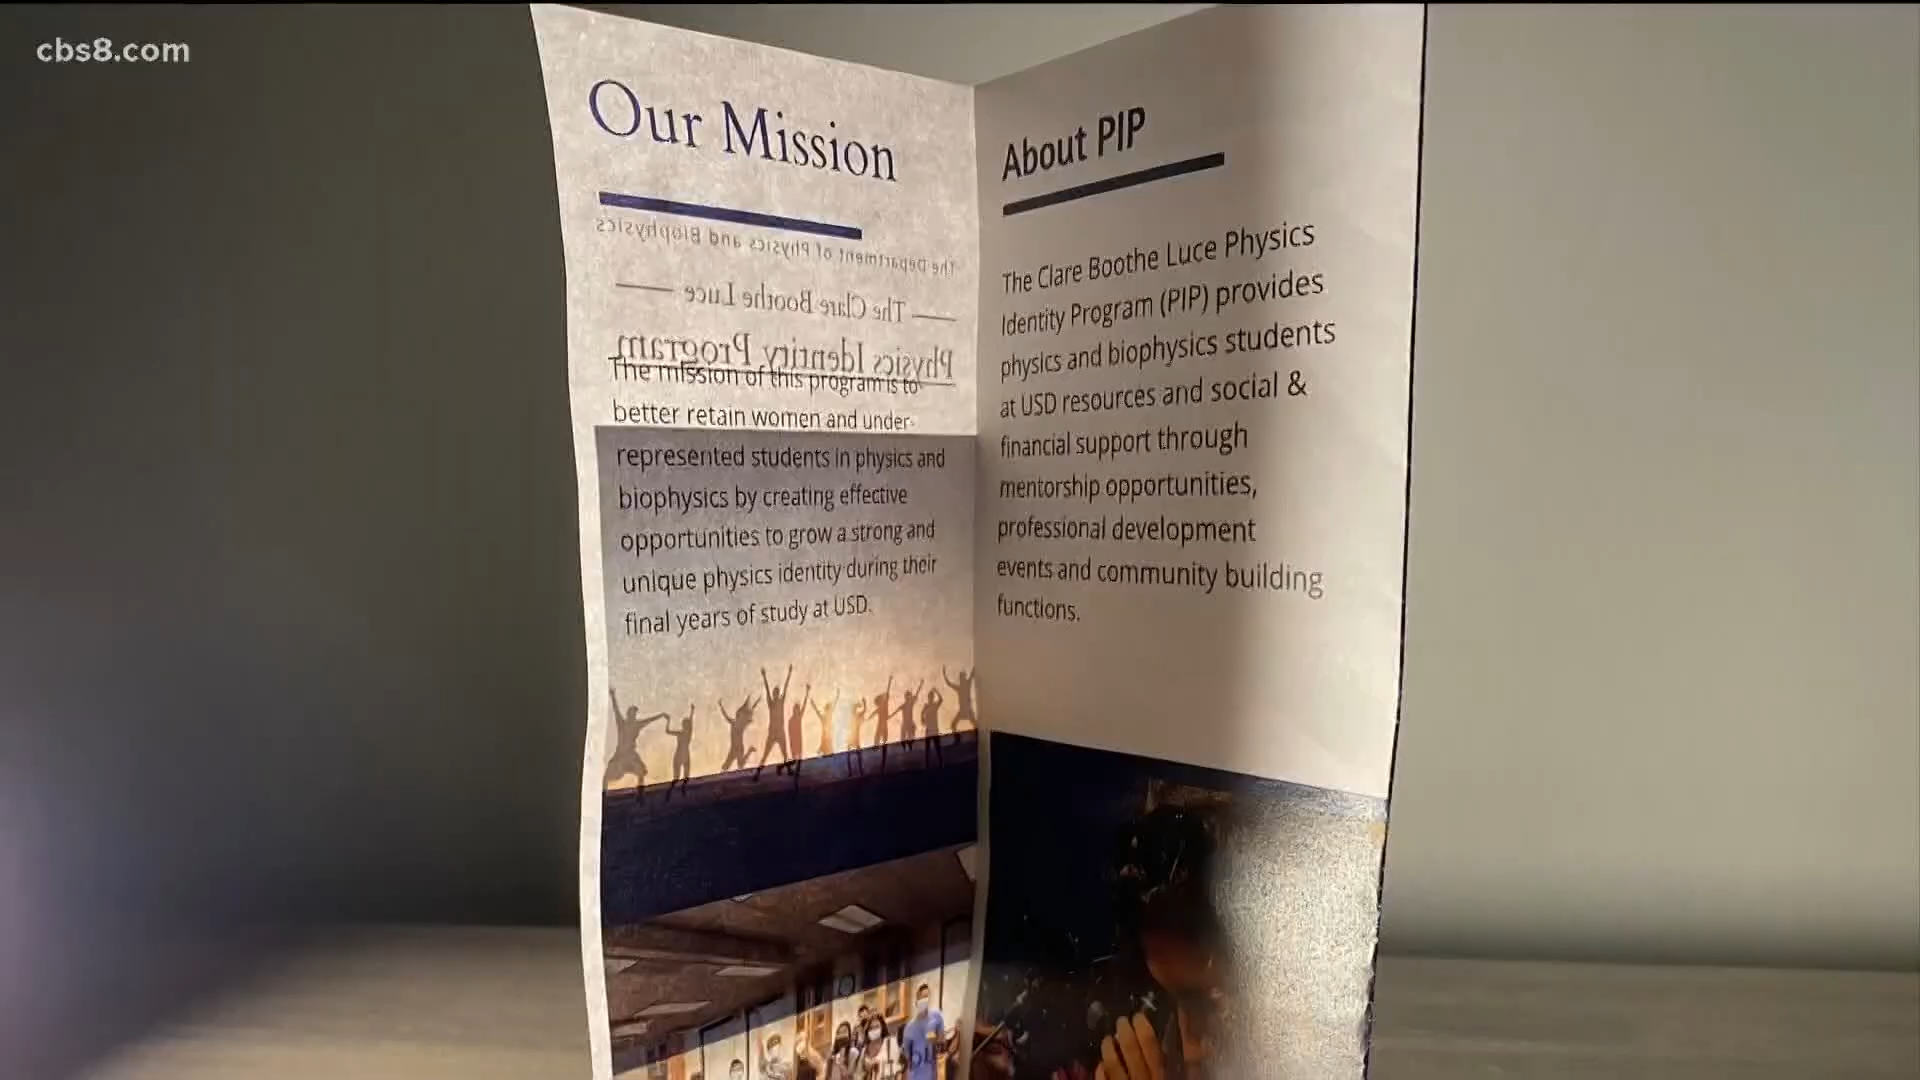 cbs8.com
Our Mission
The Department of Physics and Biophysics
The Clare Boothe Luce
Physics Identity Program
The mission of this program is to
better retain women and under-
represented students in physics and
biophysics by creating effective
opportunities to grow a strong and
unique physics identity during their
final years of study at USD.
About PIP
The Clare Boothe Luce Physics
Identity Program (PIP) provides
physics and biophysics students
at USD resources and social &
financial support through
mentorship opportunities,
professional development
events and community building
functions.